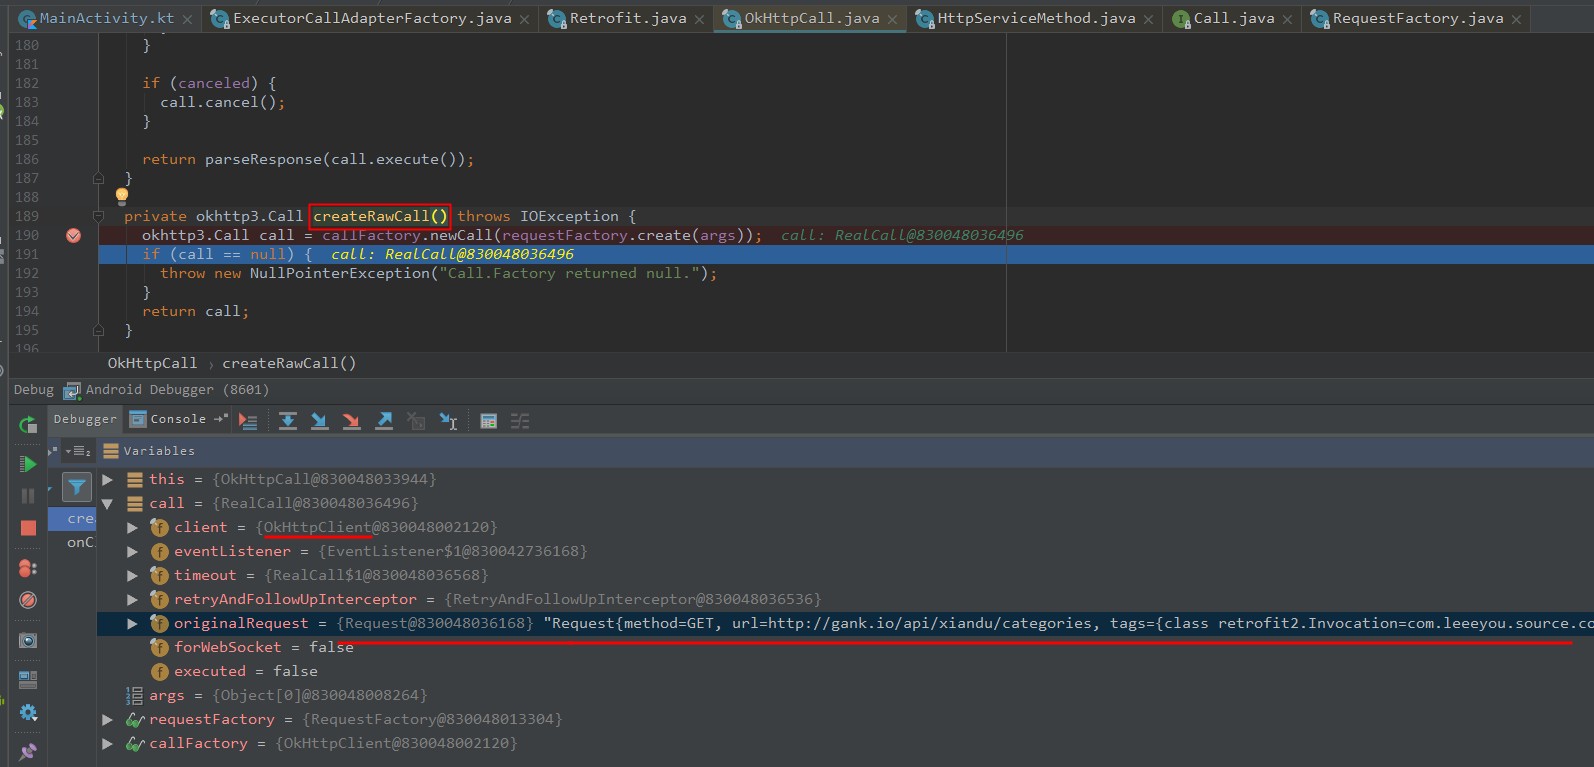 MainActivity.kt ExecutorCallAdapterFactory.java Retrofit.java OkHttpCall.java HttpServiceMethod.java Call.java RequestFactory.java
180 }
181
182 if (canceled) {
183 call.cancel();
184 }
185
186 return parseResponse(call.execute());
187 }
188
189 private okhttp3.Call createRawCall() throws IOException {
190 okhttp3.Call call = callFactory.newCall(requestFactory.create(args)); call: RealCall@830048036496
191 if (call == null) { call: RealCall@830048036496
192 throw new NullPointerException("Call.Factory returned null.");
193 }
194 return call;
195 }
196
OkHttpCall › createRawCall()
Debug Android Debugger (8601)
Debugger Console
Variables
this = {OkHttpCall@830048033944}
call = {RealCall@830048036496}
cre
client = {OkHttpClient@830048002120}
onC
eventListener = {EventListener$1@830042736168}
timeout = {RealCall$1@830048036568}
retryAndFollowUpInterceptor = {RetryAndFollowUpInterceptor@830048036536}
originalRequest = {Request@830048036168} "Request{method=GET, url=http://gank.io/api/xiandu/categories, tags={class retrofit2.Invocation=com.leeeyou.source.co
forWebSocket = false
executed = false
args = {Object[0]@830048008264}
requestFactory = {RequestFactory@830048013304}
callFactory = {OkHttpClient@830048002120}